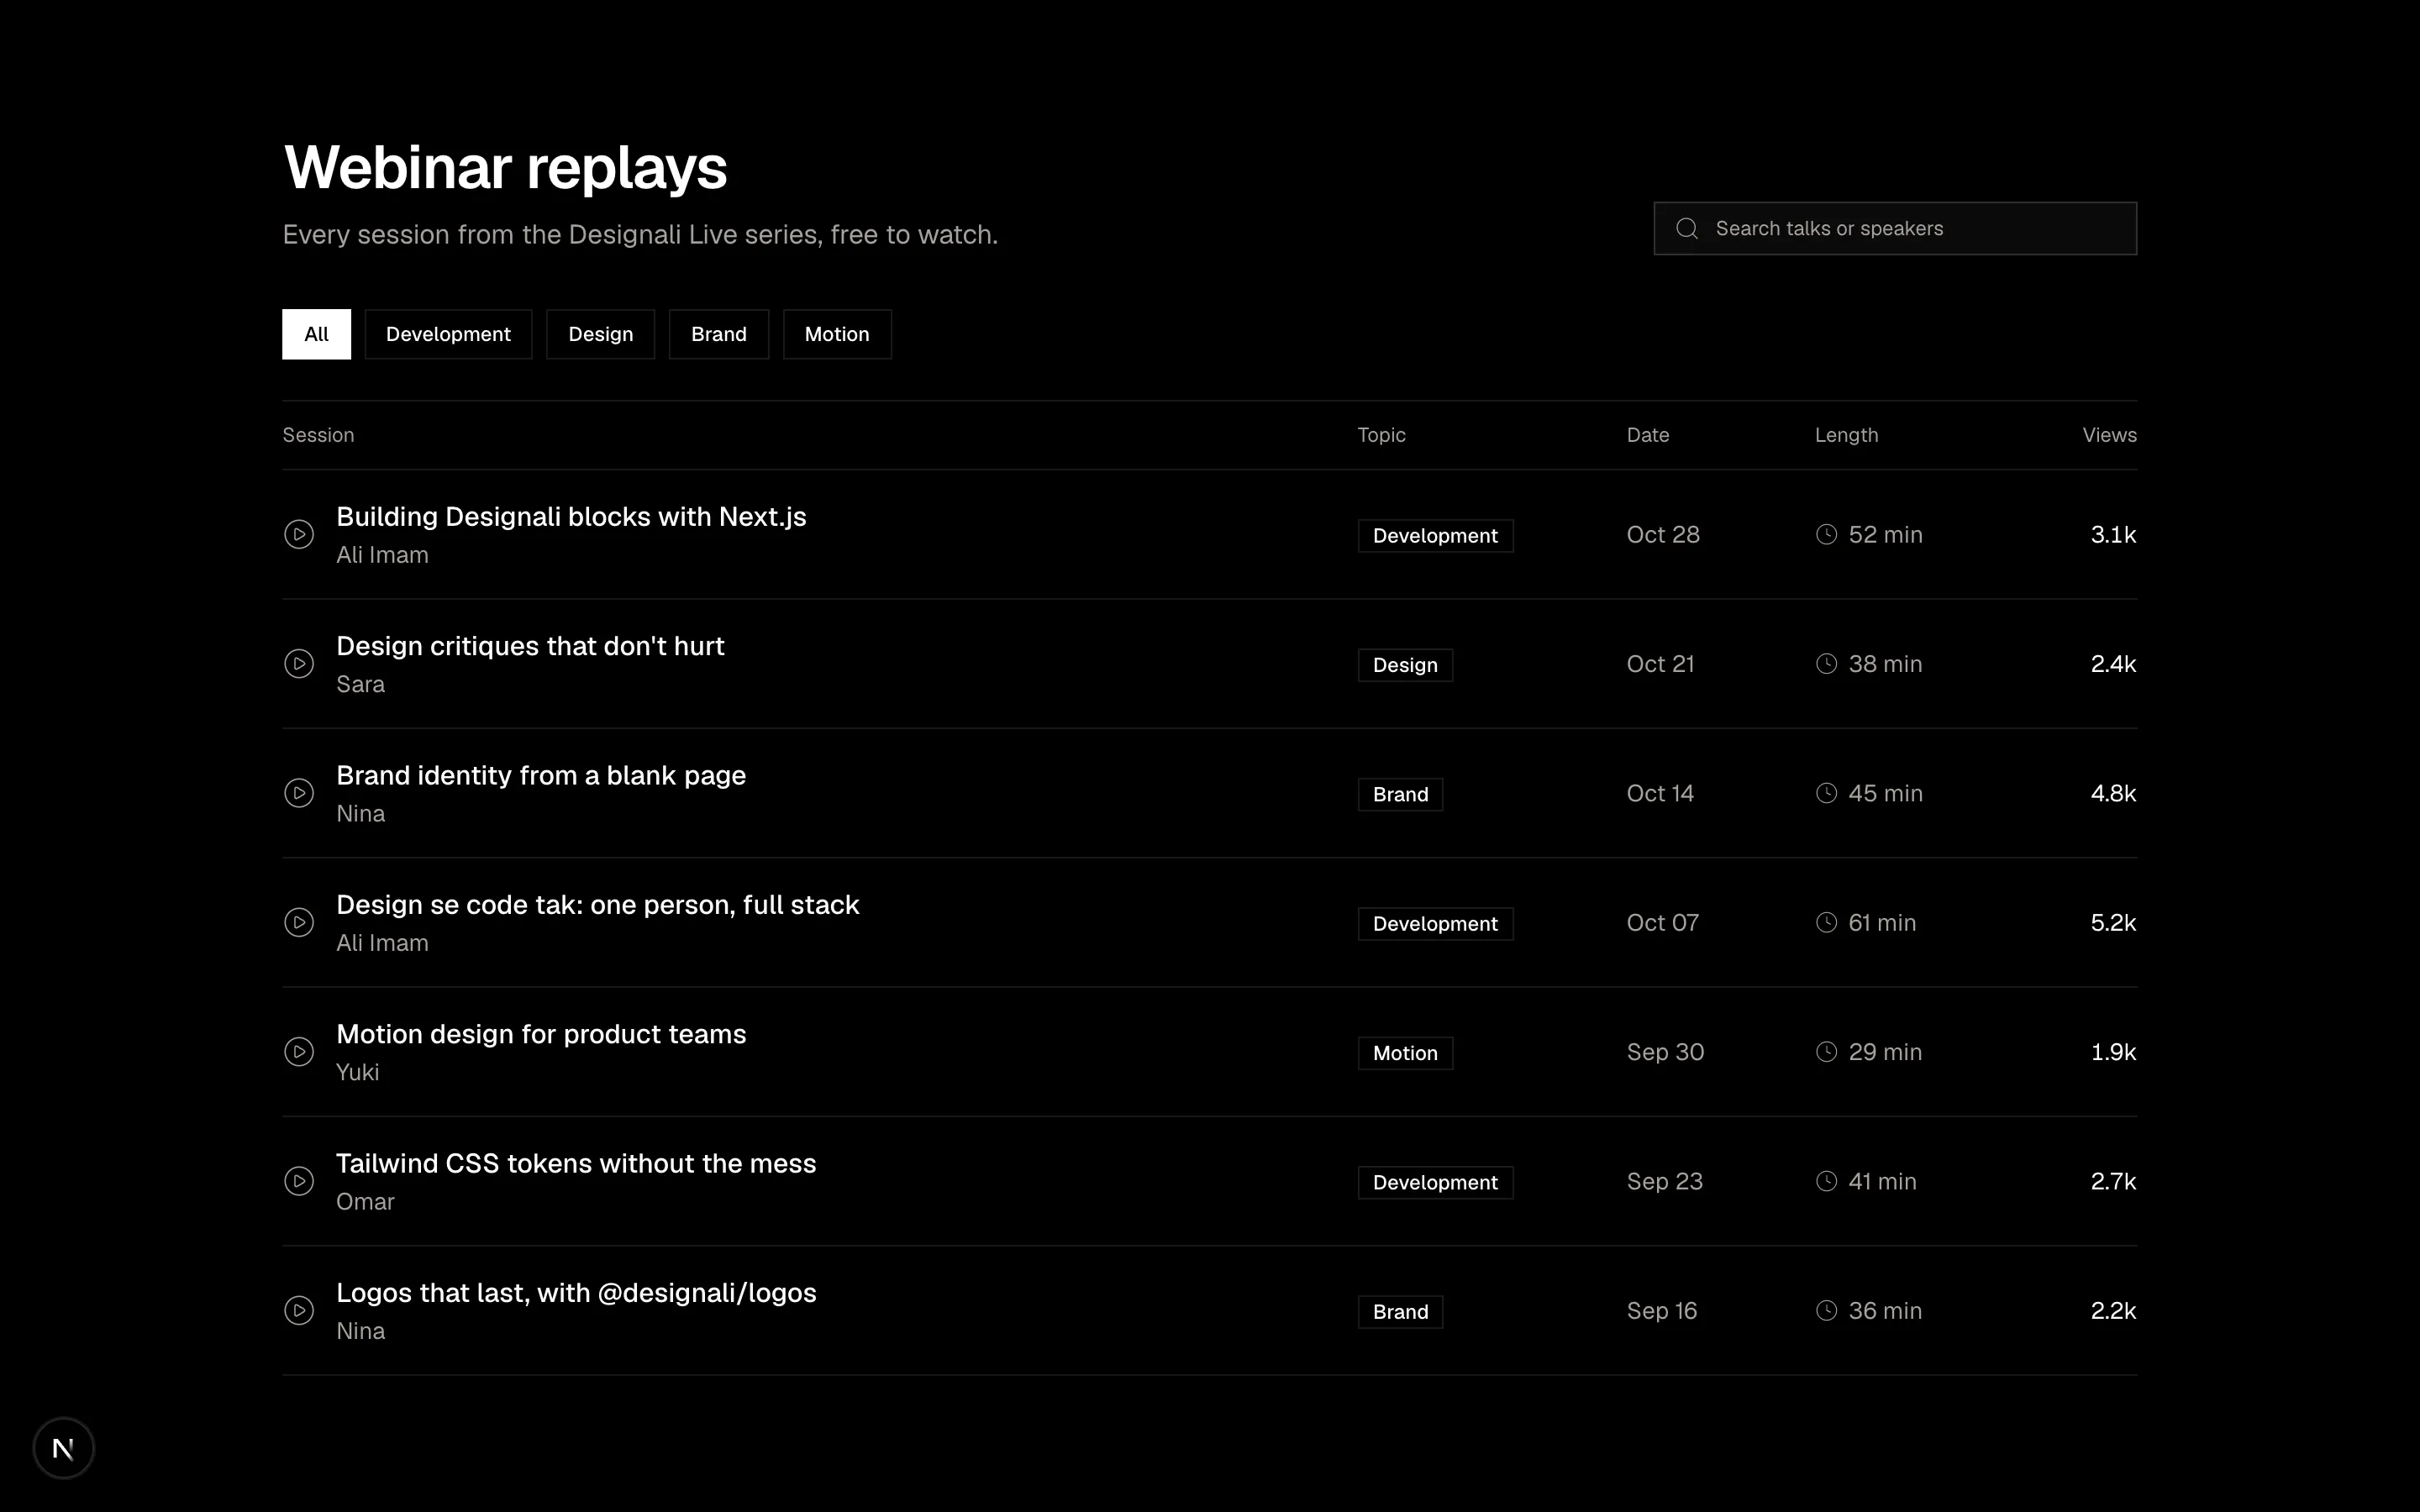 Webinar replays
Every session from the Designali Live series, free to watch.
Search talks or speakers
All Development Design Brand Motion
Session Topic Date Length Views
Building Designali blocks with Next.js
Ali Imam
Development Oct 28 52 min 3.1k
Design critiques that don't hurt
Sara
Design Oct 21 38 min 2.4k
Brand identity from a blank page
Nina
Brand Oct 14 45 min 4.8k
Design se code tak: one person, full stack
Ali Imam
Development Oct 07 61 min 5.2k
Motion design for product teams
Yuki
Motion Sep 30 29 min 1.9k
Tailwind CSS tokens without the mess
Omar
Development Sep 23 41 min 2.7k
Logos that last, with @designali/logos
Nina
Brand Sep 16 36 min 2.2k
N